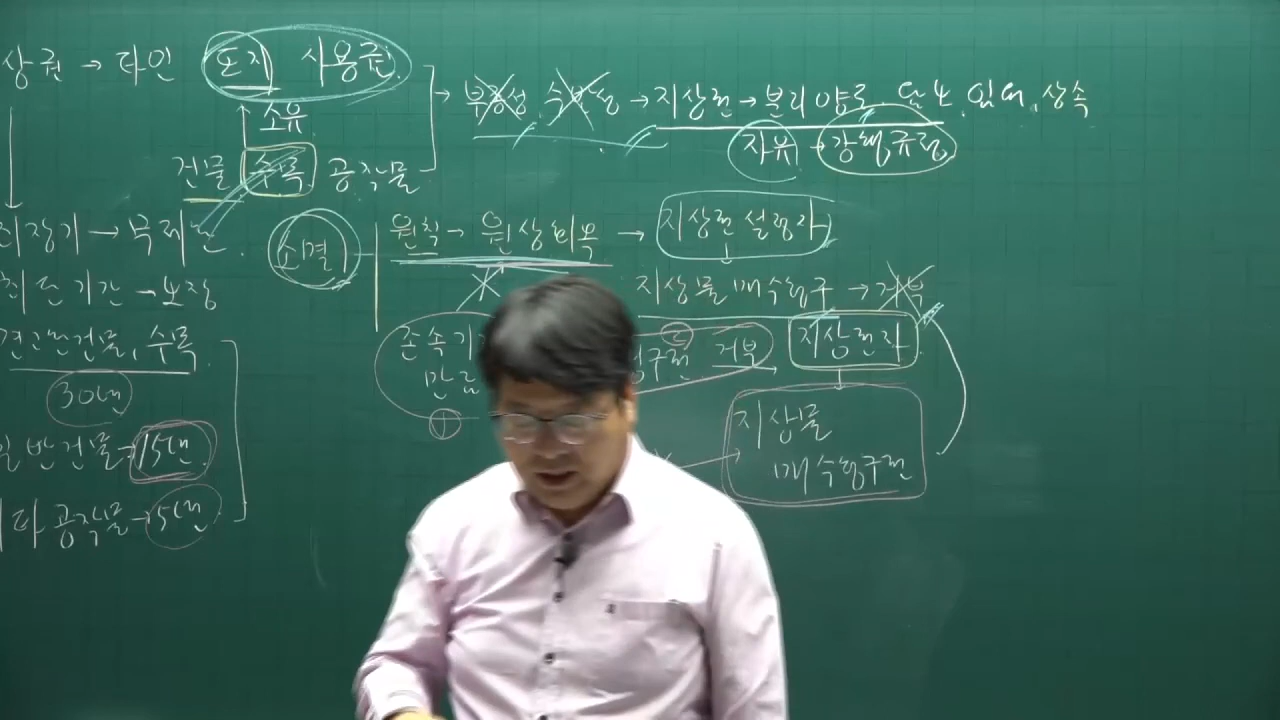 상권 → 타인 토지 사용권
→ 부종성 수반성 → 지상권 → 분리양도 담보, 임대, 상속
소유
자유 강행규정
건물 수목 공작물
최장기 → 무제한
소멸
원칙 → 원상회복 → 지상권설정자
최단기간 → 보장
지상물매수청구 → 거부
견고한건물, 수목
존속기
만료
② 청구권 거부
지상권자
30년
①
지상물
매수청구권
일반건물 → 15년
기타 공작물 → 5년